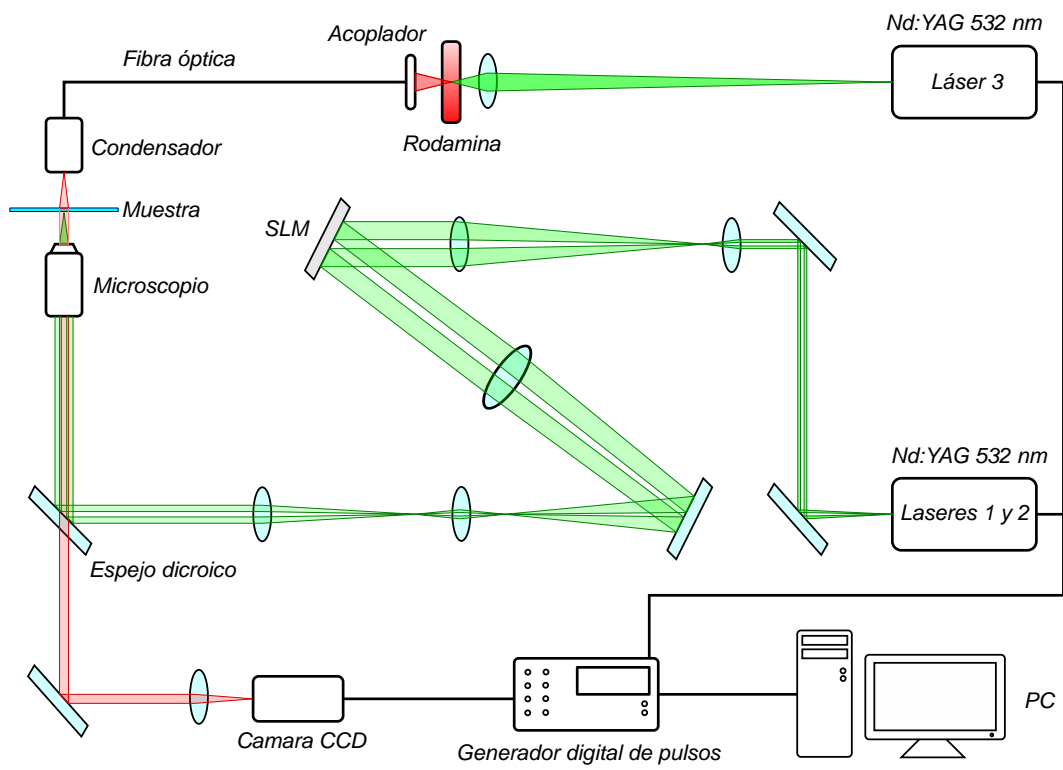 Nd:YAG 532 nm
Acoplador
Fibra óptica
Láser 3
Rodamina
Condensador
Muestra
SLM
Microscopio
Nd:YAG 532 nm
Laseres 1 y 2
Espejo dicroico
PC
Camara CCD
Generador digital de pulsos